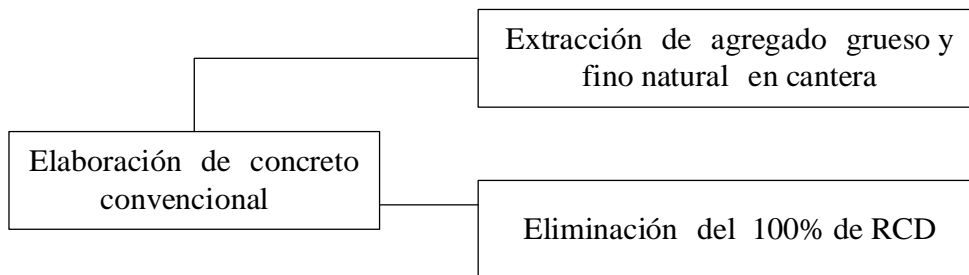 Extracción de agregado grueso y
fino natural en cantera
Elaboración de concreto
convencional
Eliminación del 100% de RCD